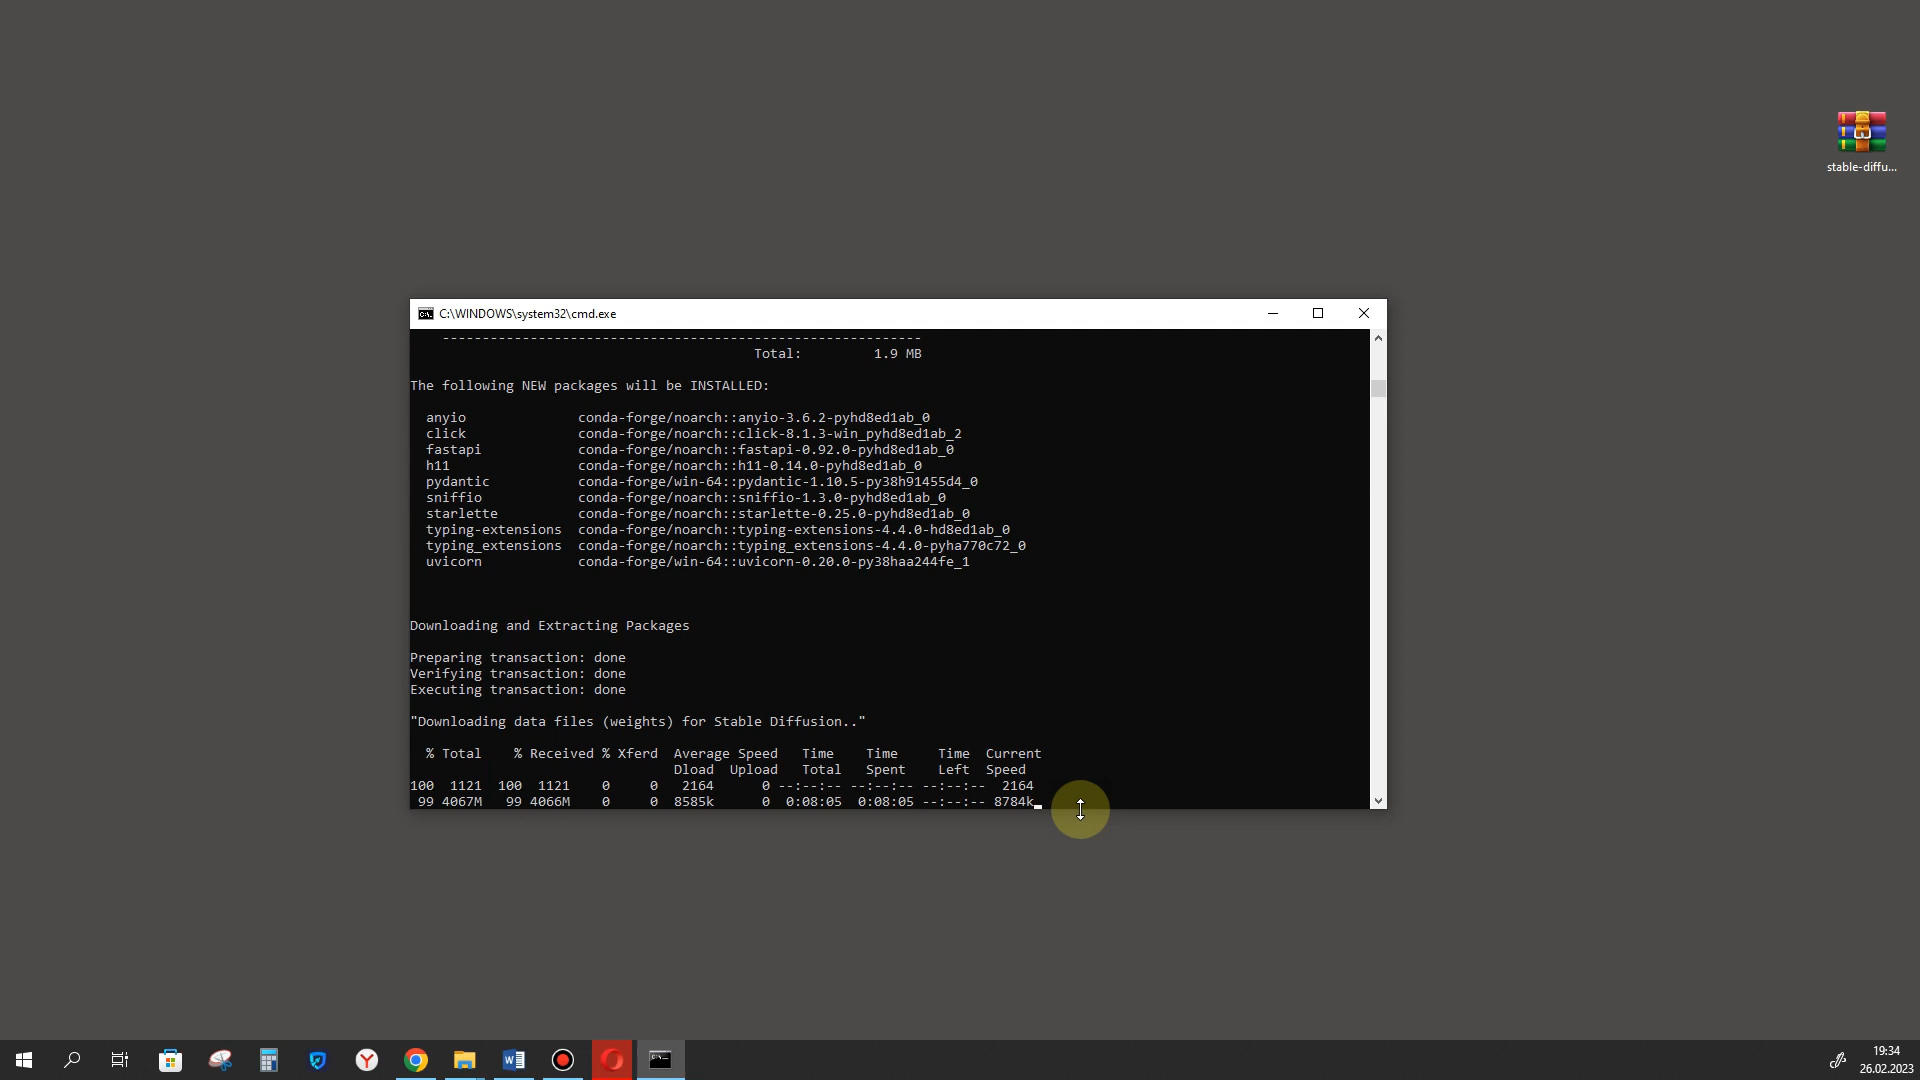 stable-diffu...
C:\WINDOWS\system32\cmd.exe
------------------------------------------------------------
Total: 1.9 MB
The following NEW packages will be INSTALLED:
anyio conda-forge/noarch::anyio-3.6.2-pyhd8ed1ab_0
click conda-forge/noarch::click-8.1.3-win_pyhd8ed1ab_2
fastapi conda-forge/noarch::fastapi-0.92.0-pyhd8ed1ab_0
h11 conda-forge/noarch::h11-0.14.0-pyhd8ed1ab_0
pydantic conda-forge/win-64::pydantic-1.10.5-py38h91455d4_0
sniffio conda-forge/noarch::sniffio-1.3.0-pyhd8ed1ab_0
starlette conda-forge/noarch::starlette-0.25.0-pyhd8ed1ab_0
typing-extensions conda-forge/noarch::typing-extensions-4.4.0-hd8ed1ab_0
typing_extensions conda-forge/noarch::typing_extensions-4.4.0-pyha770c72_0
uvicorn conda-forge/win-64::uvicorn-0.20.0-py38haa244fe_1
Downloading and Extracting Packages
Preparing transaction: done
Verifying transaction: done
Executing transaction: done
"Downloading data files (weights) for Stable Diffusion.."
% Total % Received % Xferd Average Speed Time Time Time Current
Dload Upload Total Spent Left Speed
100 1121 100 1121 0 0 2164 0 --:--:-- --:--:-- --:--:-- 2164
99 4067M 99 4066M 0 0 8585k 0 0:08:05 0:08:05 --:--:-- 8784k
19:34
26.02.2023